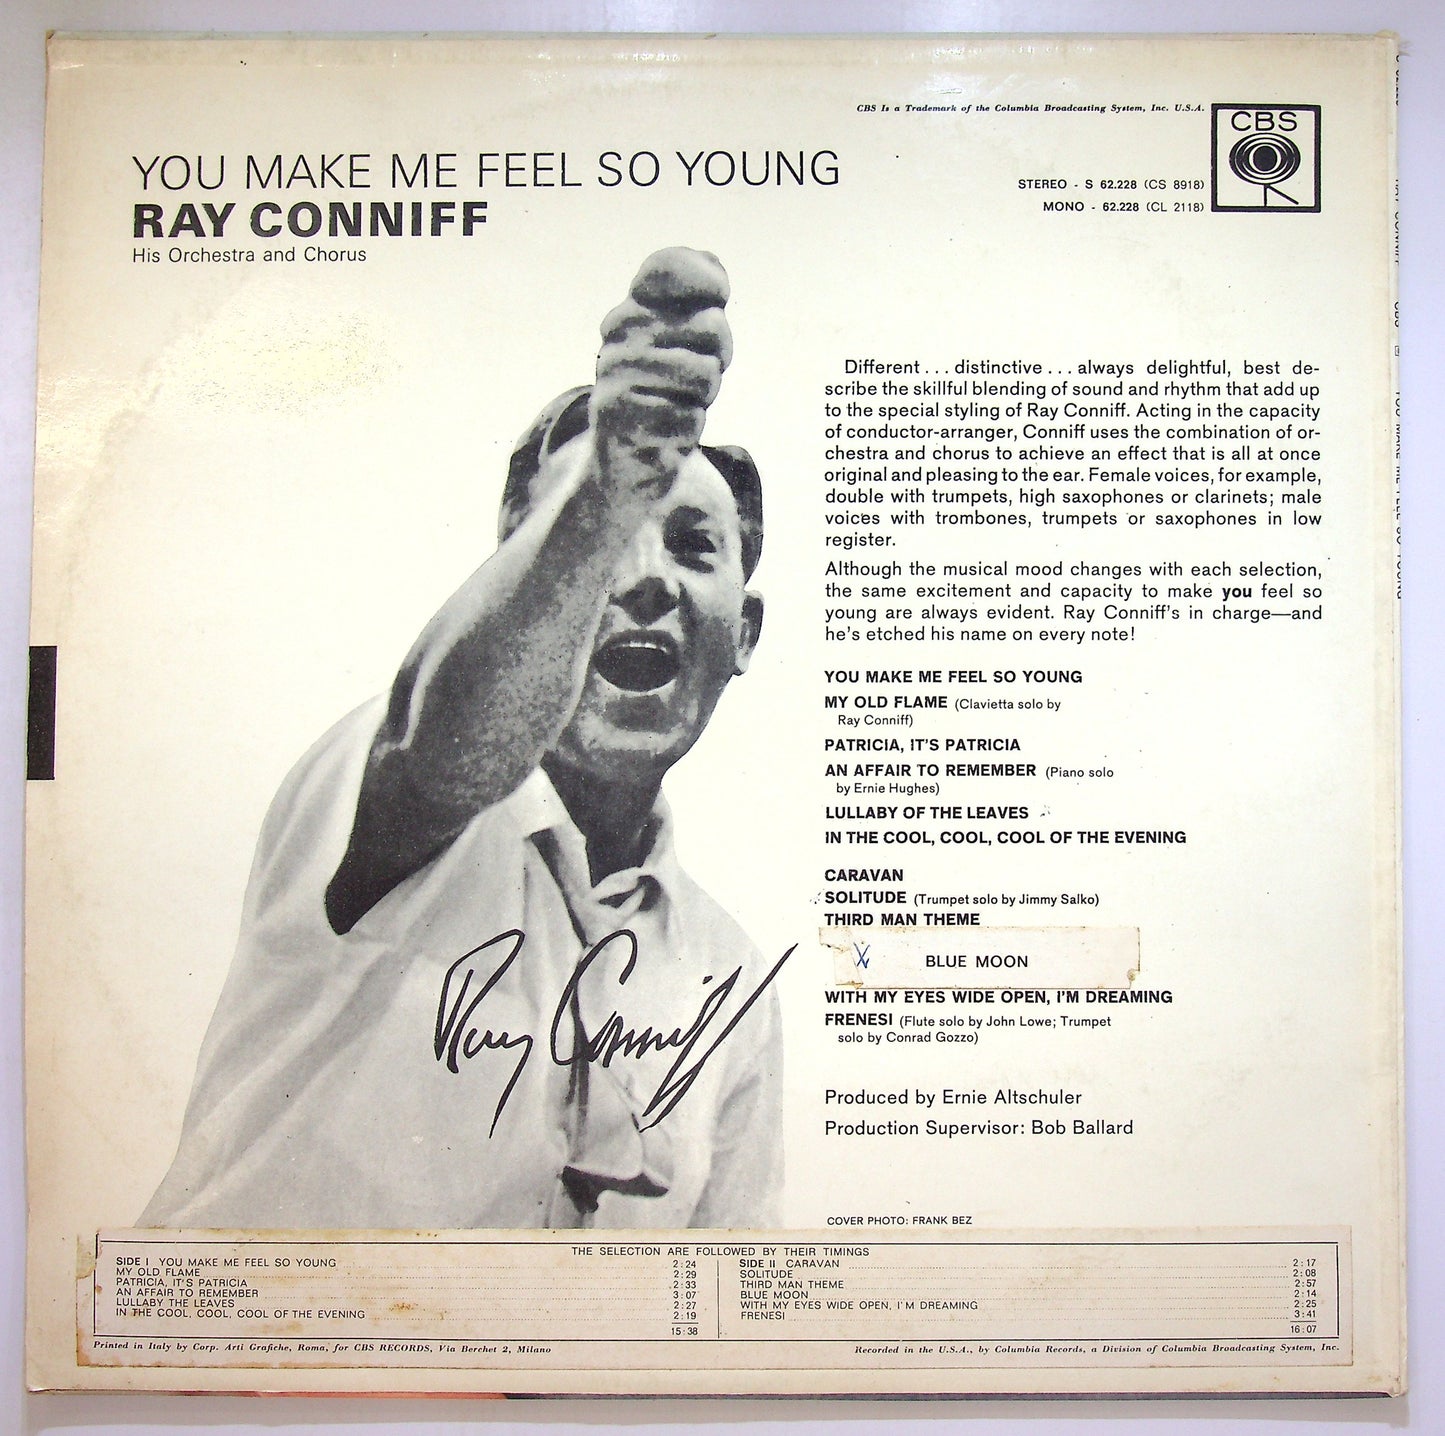 CBS Is a Trademark of the Columbia Broadcasting System, Inc. U.S.A.
CBS
YOU MAKE ME FEEL SO YOUNG
RAY CONNIFF
His Orchestra and Chorus
STEREO - S 62.228 (CS 8918)
MONO - 62.228 (CL 2118)
Different . . . distinctive . . . always delightful, best de-
scribe the skillful blending of sound and rhythm that add up
to the special styling of Ray Conniff. Acting in the capacity
of conductor-arranger, Conniff uses the combination of or-
chestra and chorus to achieve an effect that is all at once
original and pleasing to the ear. Female voices, for example,
double with trumpets, high saxophones or clarinets; male
voices with trombones, trumpets or saxophones in low
register.
Although the musical mood changes with each selection,
the same excitement and capacity to make you feel so
young are always evident. Ray Conniff's in charge—and
he's etched his name on every note!
YOU MAKE ME FEEL SO YOUNG
MY OLD FLAME (Clavietta solo by
Ray Conniff)
PATRICIA, IT'S PATRICIA
AN AFFAIR TO REMEMBER (Piano solo
by Ernie Hughes)
LULLABY OF THE LEAVES
IN THE COOL, COOL, COOL OF THE EVENING
CARAVAN
SOLITUDE (Trumpet solo by Jimmy Salko)
THIRD MAN THEME
BLUE MOON
WITH MY EYES WIDE OPEN, I'M DREAMING
FRENESI (Flute solo by John Lowe; Trumpet
solo by Conrad Gozzo)
Ray Conniff
Produced by Ernie Altschuler
Production Supervisor: Bob Ballard
COVER PHOTO: FRANK BEZ
THE SELECTION ARE FOLLOWED BY THEIR TIMINGS
SIDE I YOU MAKE ME FEEL SO YOUNG 2:24
MY OLD FLAME 2:29
PATRICIA, IT'S PATRICIA 2:33
AN AFFAIR TO REMEMBER 3:07
LULLABY THE LEAVES 2:27
IN THE COOL, COOL, COOL OF THE EVENING 2:19
15:38
SIDE II CARAVAN 2:17
SOLITUDE 2:08
THIRD MAN THEME 2:57
BLUE MOON 2:14
WITH MY EYES WIDE OPEN, I'M DREAMING 2:25
FRENESI 3:41
16:07
Printed in Italy by Corp. Arti Grafiche, Roma, for CBS RECORDS, Via Berchet 2, Milano
Recorded in the U.S.A., by Columbia Records, a Division of Columbia Broadcasting System, Inc.